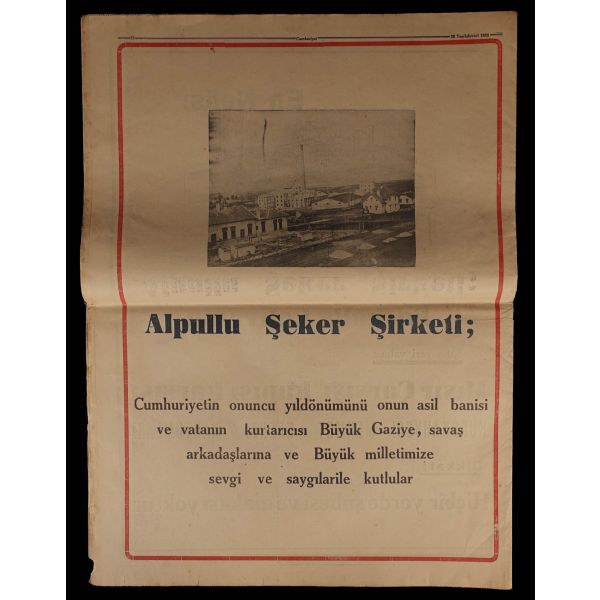 Cumhuriyet
Alpullu Şeker Şirketi;
Cumhuriyetin onuncu yıldönümünü onun asil banisi
ve vatanın kurtarıcısı Büyük Gaziye, savaş
arkadaşlarına ve Büyük milletimize
sevgi ve saygılarile kutlular